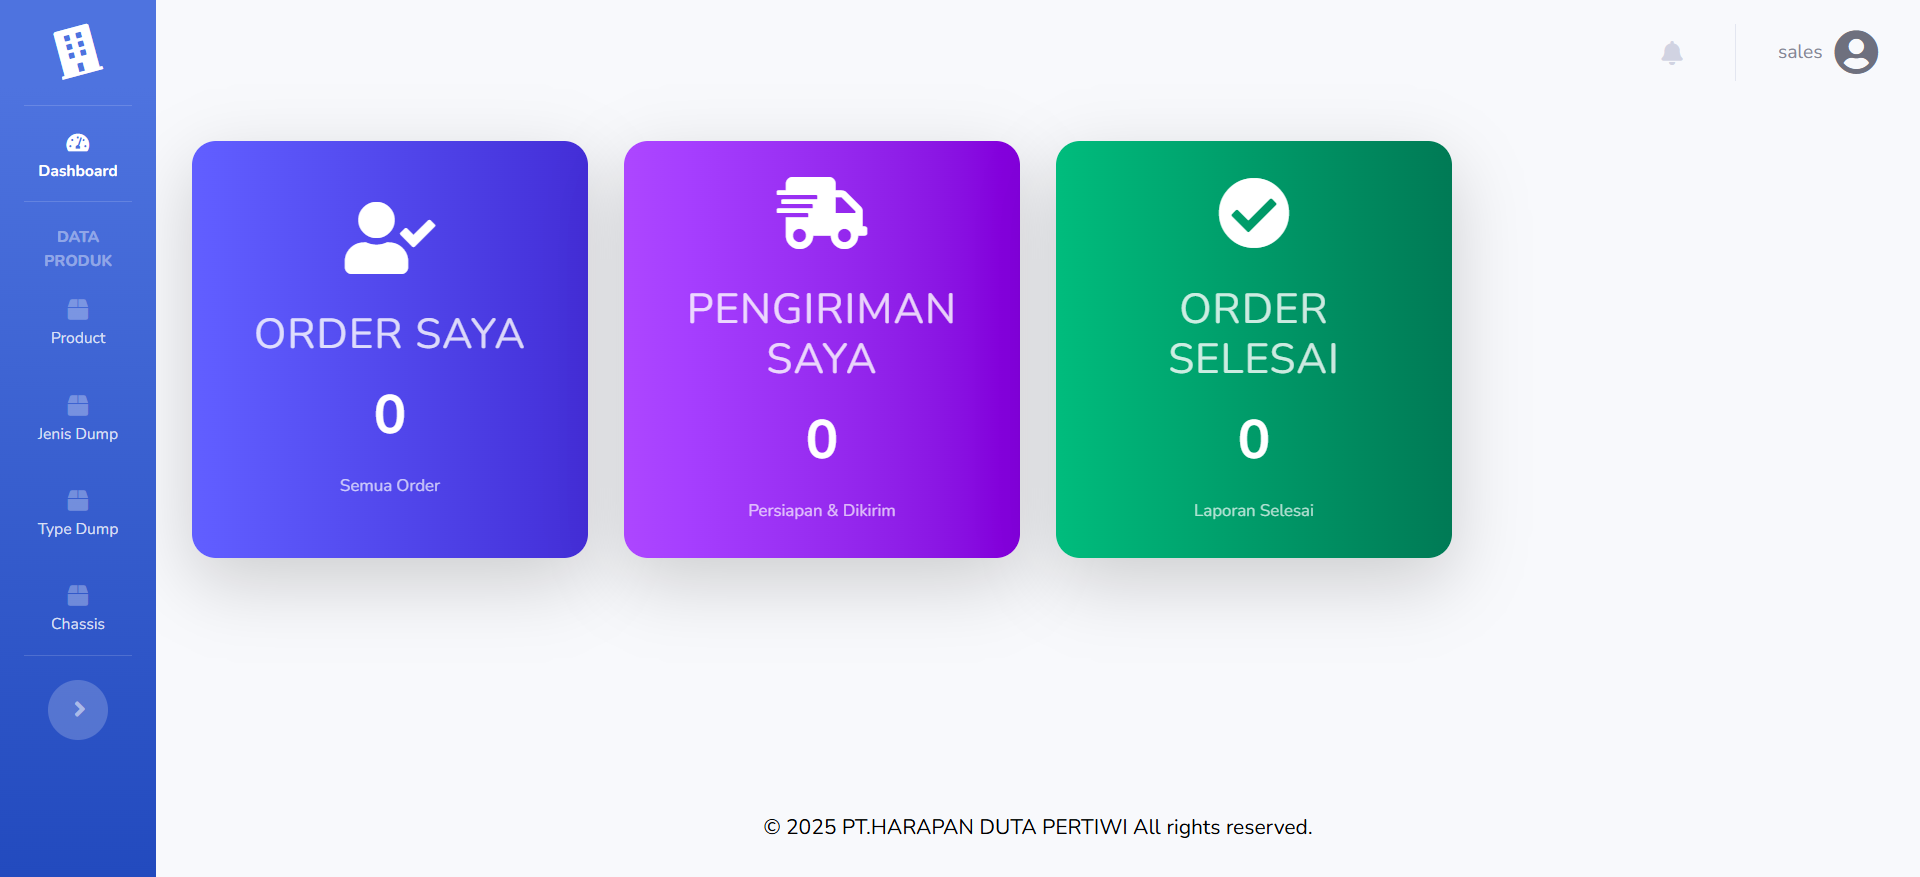 sales
Dashboard
DATA
PRODUK
Product
Jenis Dump
Type Dump
Chassis
ORDER SAYA
0
Semua Order
PENGIRIMAN
SAYA
0
Persiapan & Dikirim
ORDER
SELESAI
0
Laporan Selesai
© 2025 PT.HARAPAN DUTA PERTIWI All rights reserved.